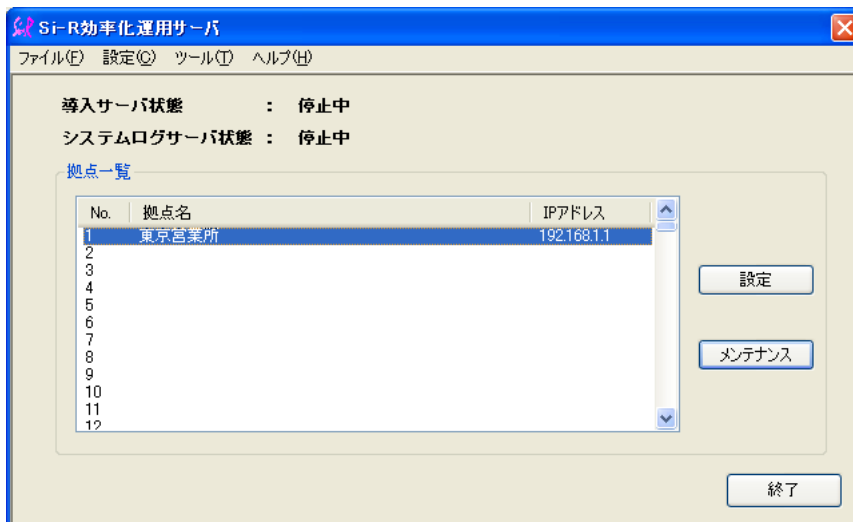 Si-R効率化運用サーバ
ファイル(F) 設定(C) ツール(T) ヘルプ(H)
導入サーバ状態 : 停止中
システムログサーバ状態 : 停止中
拠点一覧
No. 拠点名 IPアドレス
1 東京営業所 192.168.1.1
2
3
4
5
6
7
8
9
10
11
12
設定
メンテナンス
終了